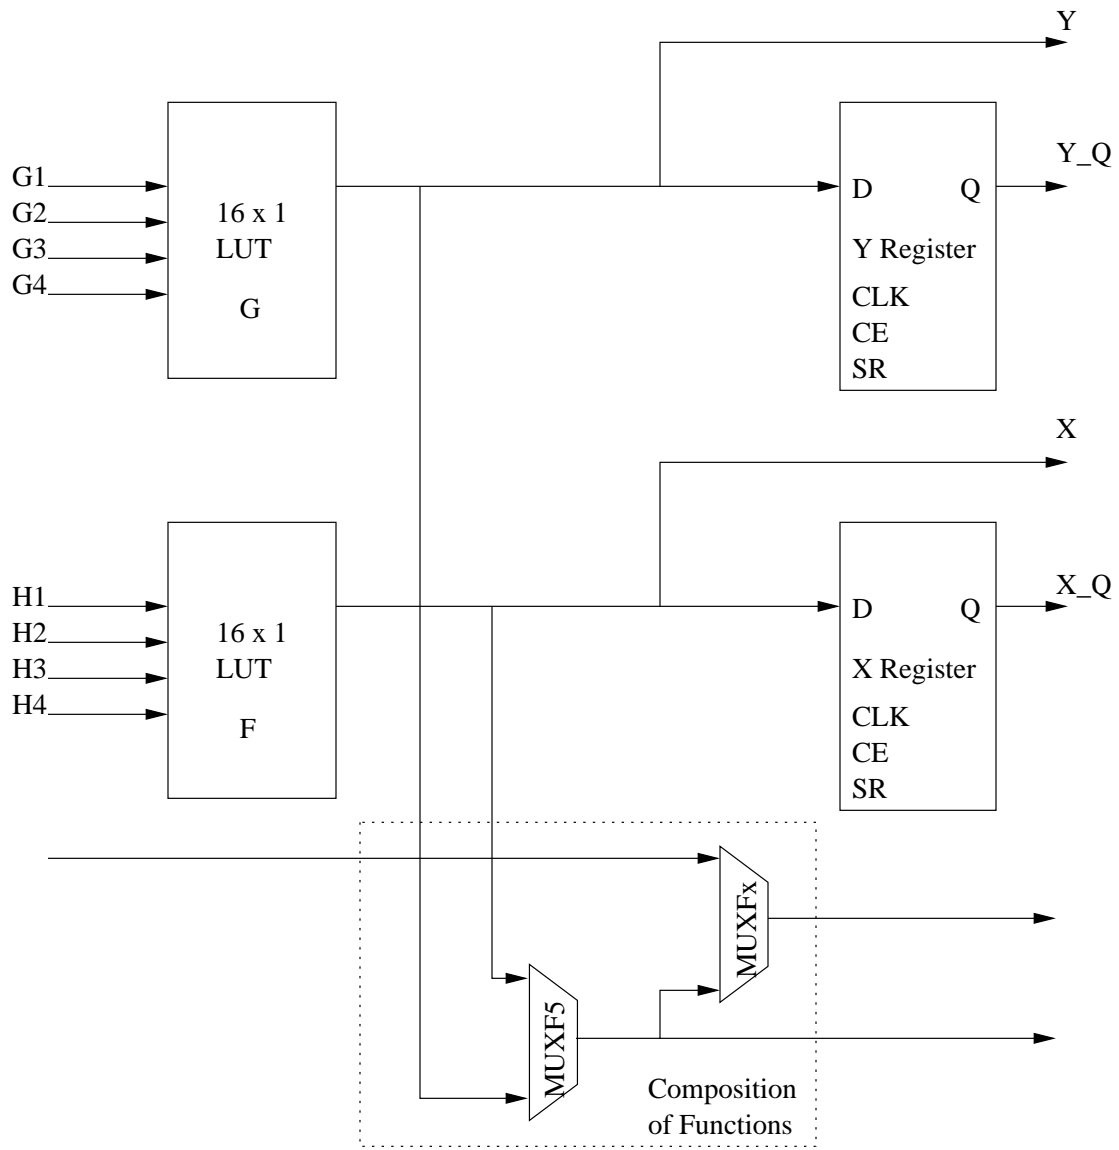 Y
G1
G2
G3
G4
16 x 1
LUT
G
D
Q
Y Register
CLK
CE
SR
Y_Q
X
H1
H2
H3
H4
16 x 1
LUT
F
D
Q
X Register
CLK
CE
SR
X_Q
MUXFx
MUXF5
Composition
of Functions